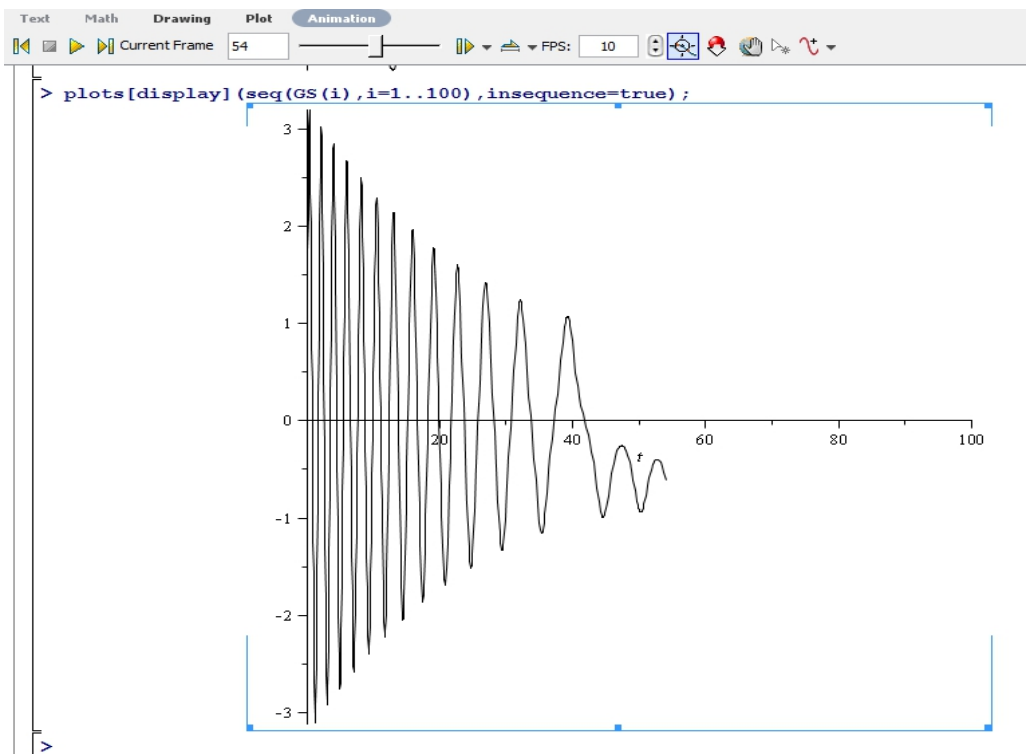 Text Math Drawing Plot Animation
Current Frame 54 FPS: 10
> plots[display](seq(GS(i),i=1..100),insequence=true);
3
2
1
0
20 40 60 80 100
t
-1
-2
-3
>